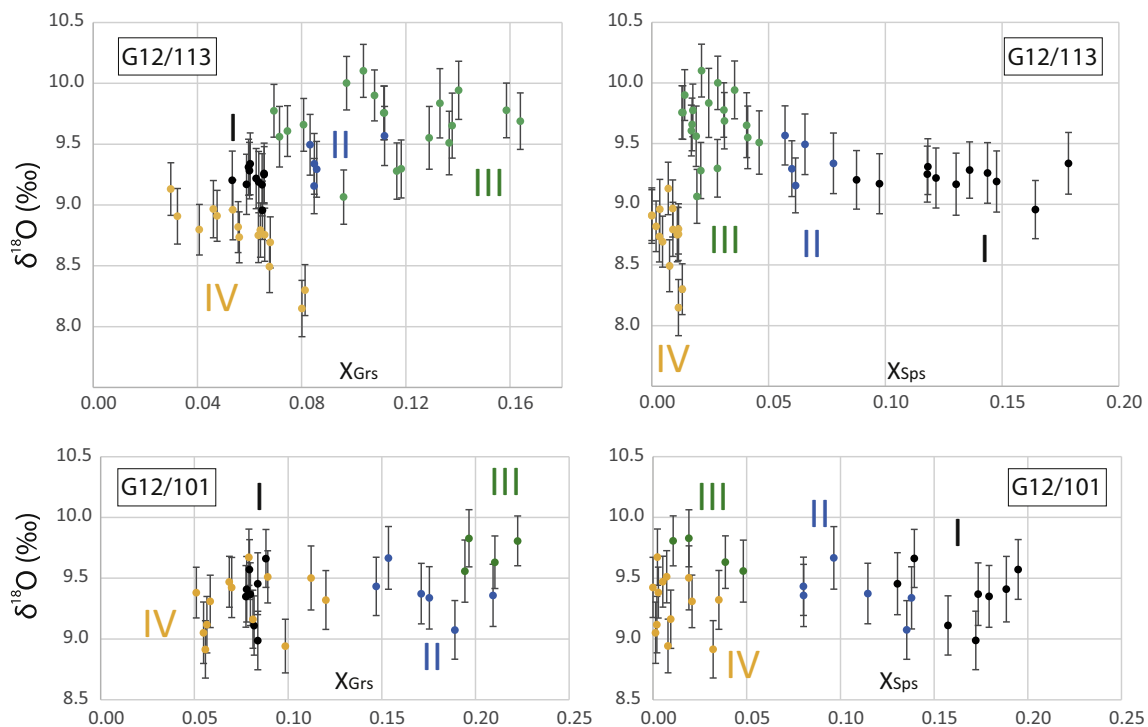 G12/113
10.5
10.0
9.5
9.0
8.5
8.0
δ18O (‰)
I
II
III
IV
XGrs
0.00 0.04 0.08 0.12 0.16
G12/113
10.5
10.0
9.5
9.0
8.5
8.0
III
II
I
IV
XSps
0.00 0.05 0.10 0.15 0.20
G12/101
10.5
10.0
9.5
9.0
8.5
δ18O (‰)
I
III
IV
II
XGrs
0.00 0.05 0.10 0.15 0.20 0.25
G12/101
10.5
10.0
9.5
9.0
8.5
III
II
I
IV
XSps
0.00 0.05 0.10 0.15 0.20 0.25